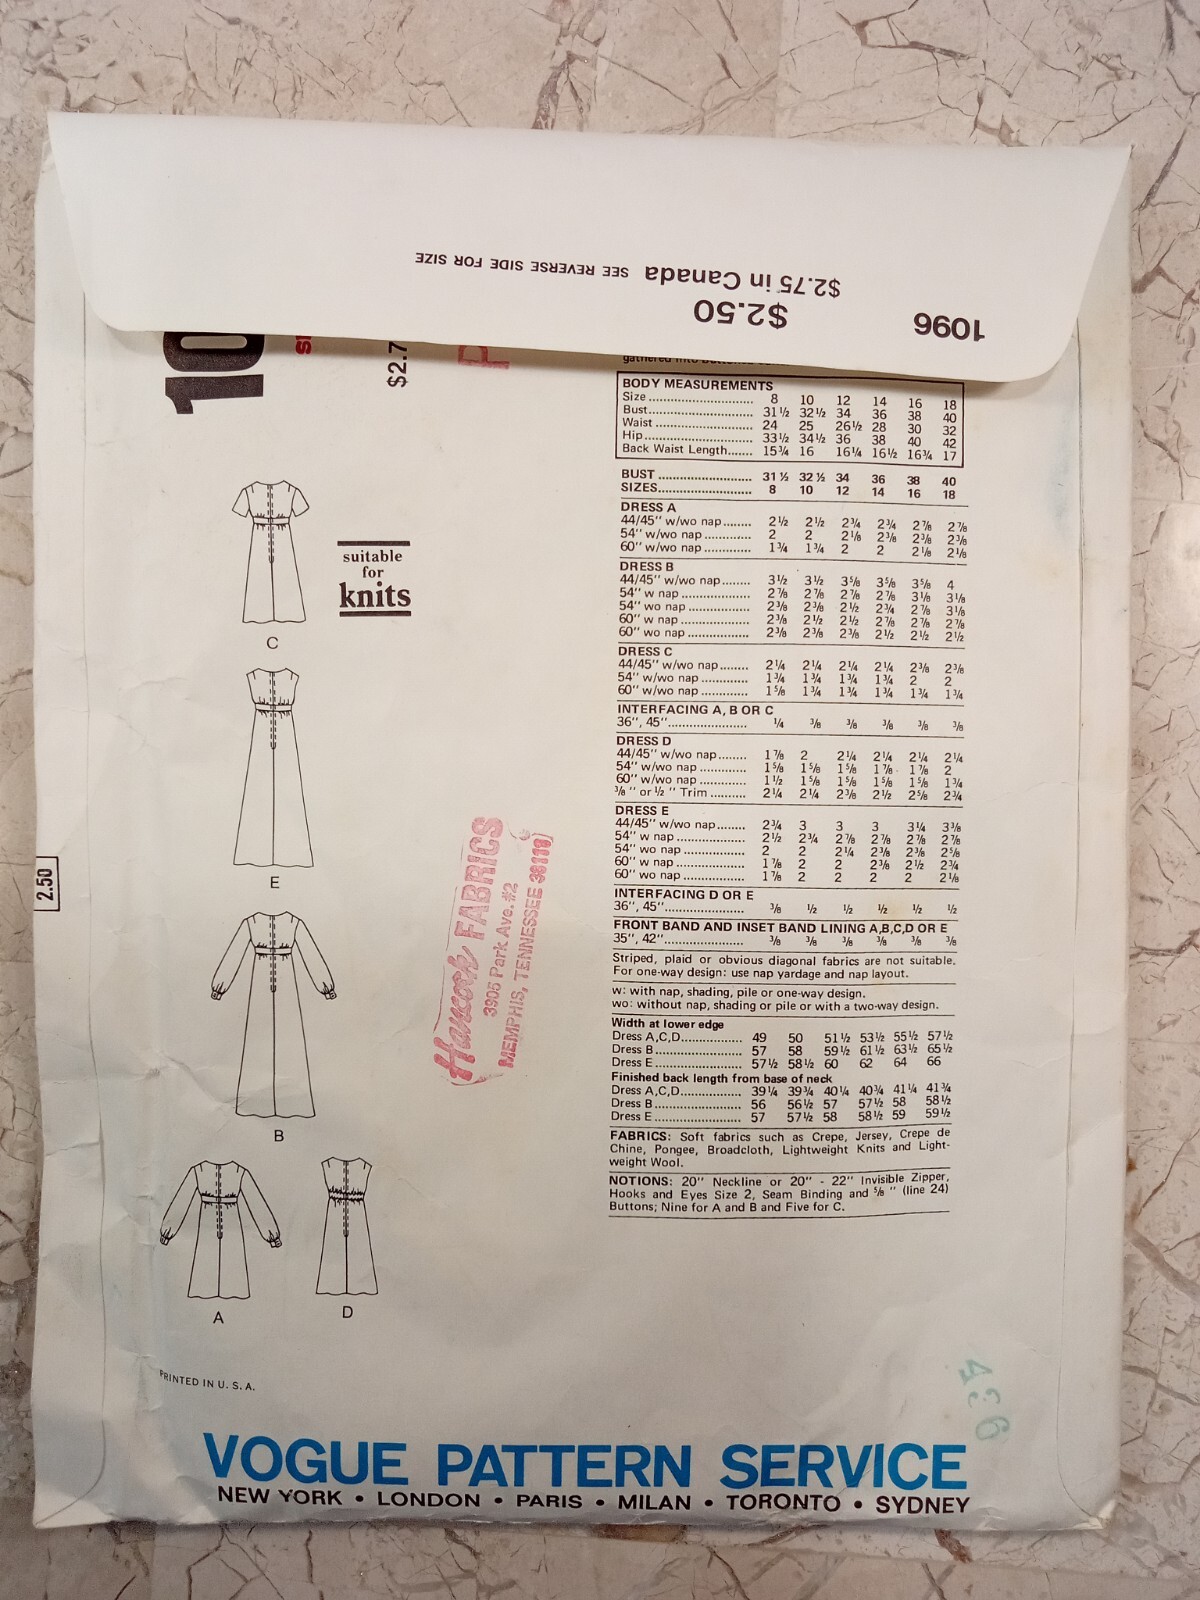 1096
$2.50
$2.75 in Canada SEE REVERSE SIDE FOR SIZE
10
$2.7
P
gathered into
BODY MEASUREMENTS
Size 8 10 12 14 16 18
Bust 31½ 32½ 34 36 38 40
Waist 24 25 26½ 28 30 32
Hip 33½ 34½ 36 38 40 42
Back Waist Length 15¾ 16 16¼ 16½ 16¾ 17
BUST 31½ 32½ 34 36 38 40
SIZES 8 10 12 14 16 18
DRESS A
44/45" w/wo nap 2½ 2½ 2¾ 2¾ 2⅞ 2⅞
54" w/wo nap 2 2 2⅛ 2⅜ 2⅜ 2⅜
60" w/wo nap 1¾ 1¾ 2 2 2⅛ 2⅛
DRESS B
44/45" w/wo nap 3½ 3½ 3⅝ 3⅝ 3⅝ 4
54" w nap 2⅞ 2⅞ 2⅞ 2⅞ 3⅛ 3⅛
54" wo nap 2⅜ 2⅜ 2½ 2¾ 2⅞ 3⅛
60" w nap 2⅜ 2½ 2½ 2⅞ 2⅞ 2⅞
60" wo nap 2⅜ 2⅜ 2⅜ 2½ 2½ 2½
DRESS C
44/45" w/wo nap 2¼ 2¼ 2¼ 2¼ 2⅜ 2⅜
54" w/wo nap 1¾ 1¾ 1¾ 1¾ 2 2
60" w/wo nap 1⅝ 1¾ 1¾ 1¾ 1¾ 1¾
INTERFACING A, B OR C
36", 45" ¼ ⅜ ⅜ ⅜ ⅜ ⅜
DRESS D
44/45" w/wo nap 1⅞ 2 2¼ 2¼ 2¼ 2¼
54" w/wo nap 1⅝ 1⅝ 1⅝ 1⅞ 1⅞ 2
60" w/wo nap 1½ 1⅝ 1⅝ 1⅝ 1⅝ 1¾
⅜" or ½" Trim 2¼ 2¼ 2⅜ 2½ 2⅝ 2¾
DRESS E
44/45" w/wo nap 2¾ 3 3 3 3¼ 3⅜
54" w nap 2½ 2¾ 2⅞ 2⅞ 2⅞ 2⅞
54" wo nap 2 2 2¼ 2⅜ 2⅜ 2⅝
60" w nap 1⅞ 2 2 2⅜ 2½ 2¾
60" wo nap 1⅞ 2 2 2 2 2⅛
INTERFACING D OR E
36", 45" ⅜ ½ ½ ½ ½ ½
FRONT BAND AND INSET BAND LINING A,B,C,D OR E
35", 42" ⅜ ⅜ ⅜ ⅜ ⅜ ⅜
Striped, plaid or obvious diagonal fabrics are not suitable.
For one-way design: use nap yardage and nap layout.
w: with nap, shading, pile or one-way design.
wo: without nap, shading or pile or with a two-way design.
Width at lower edge
Dress A,C,D 49 50 51½ 53½ 55½ 57½
Dress B 57 58 59½ 61½ 63½ 65½
Dress E 57½ 58½ 60 62 64 66
Finished back length from base of neck
Dress A,C,D 39¼ 39¾ 40¼ 40¾ 41¼ 41¾
Dress B 56 56½ 57 57½ 58 58½
Dress E 57 57½ 58 58½ 59 59½
FABRICS: Soft fabrics such as Crepe, Jersey, Crepe de
Chine, Pongee, Broadcloth, Lightweight Knits and Light-
weight Wool.
NOTIONS: 20" Neckline or 20" - 22" Invisible Zipper,
Hooks and Eyes Size 2, Seam Binding and ⅝" (line 24)
Buttons; Nine for A and B and Five for C.
suitable
for
knits
C
E
B
A
D
2.50
Hancock FABRICS
3905 Park Ave. #2
MEMPHIS, TENNESSEE 38118
PRINTED IN U. S. A.
VOGUE PATTERN SERVICE
NEW YORK • LONDON • PARIS • MILAN • TORONTO • SYDNEY